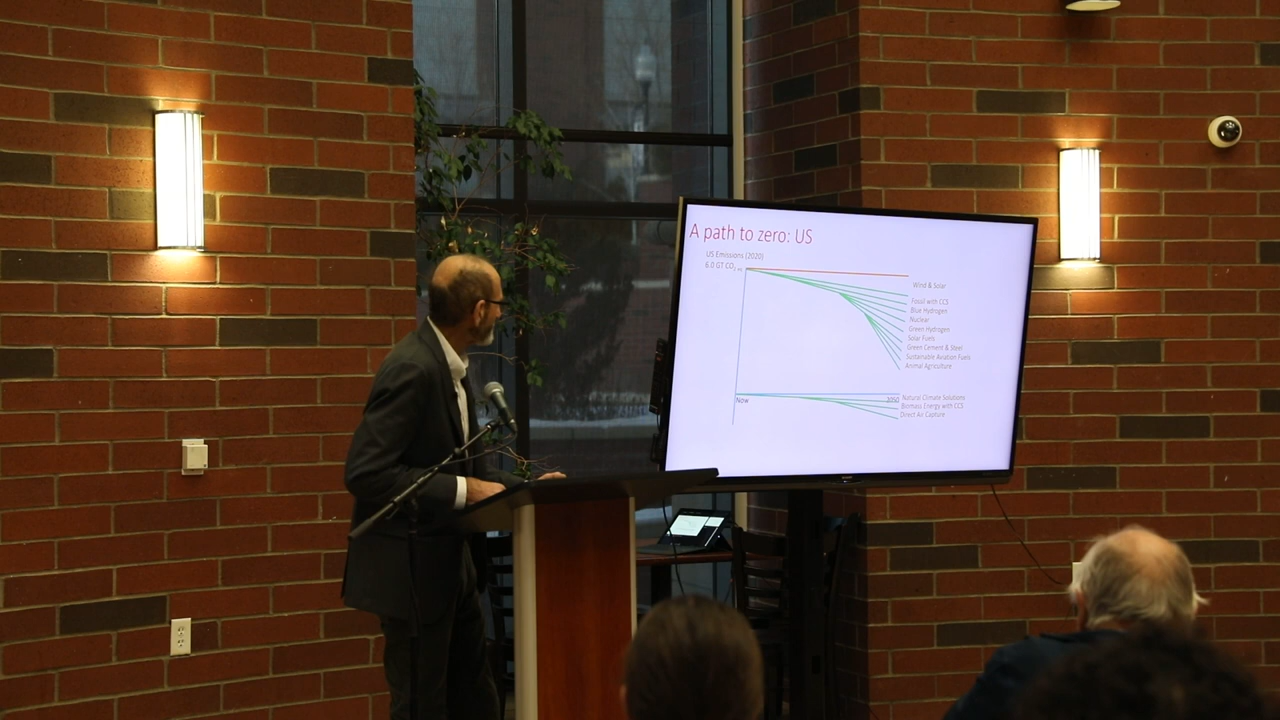 A path to zero: US
US Emissions (2020)
6.0 GT CO2 eq
Wind & Solar
Fossil with CCS
Blue Hydrogen
Nuclear
Green Hydrogen
Solar Fuels
Green Cement & Steel
Sustainable Aviation Fuels
Animal Agriculture
Now
2050
Natural Climate Solutions
Biomass Energy with CCS
Direct Air Capture